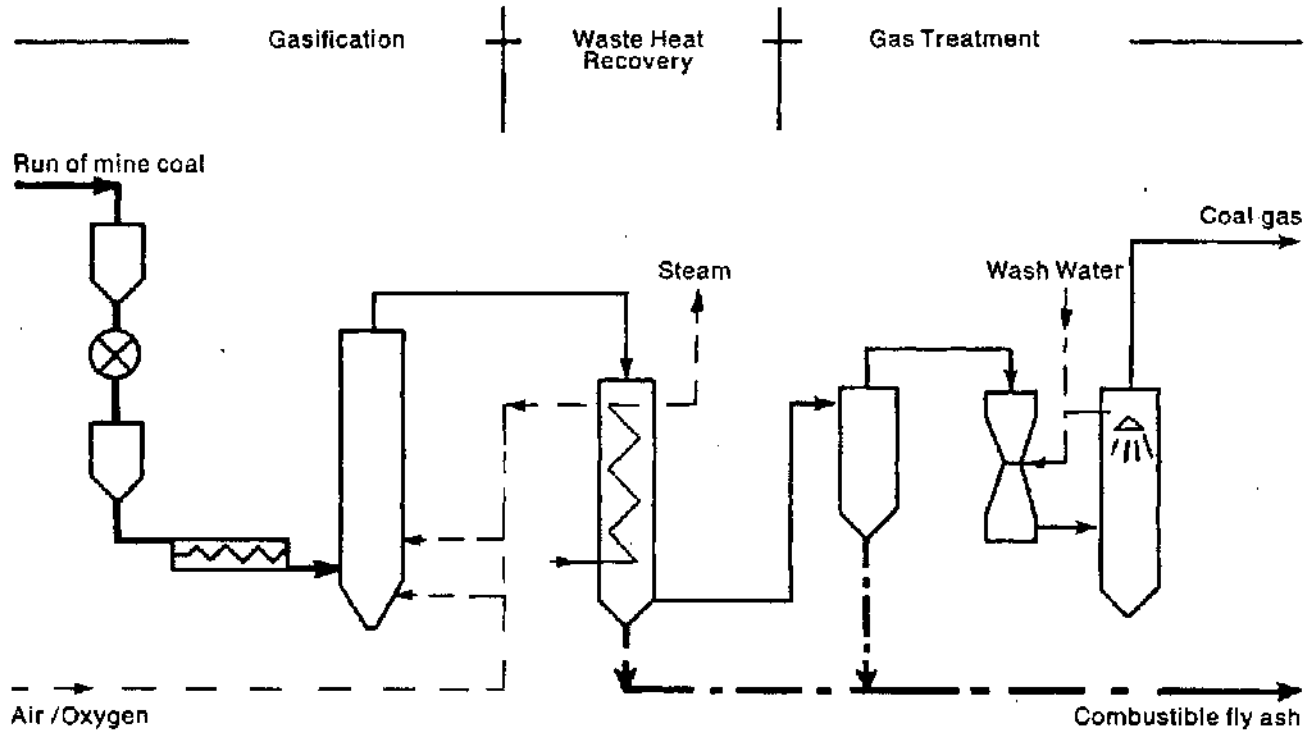 Gasification
Waste Heat
Recovery
Gas Treatment
Run of mine coal
Coal gas
Steam
Wash Water
Air /Oxygen
Combustible fly ash